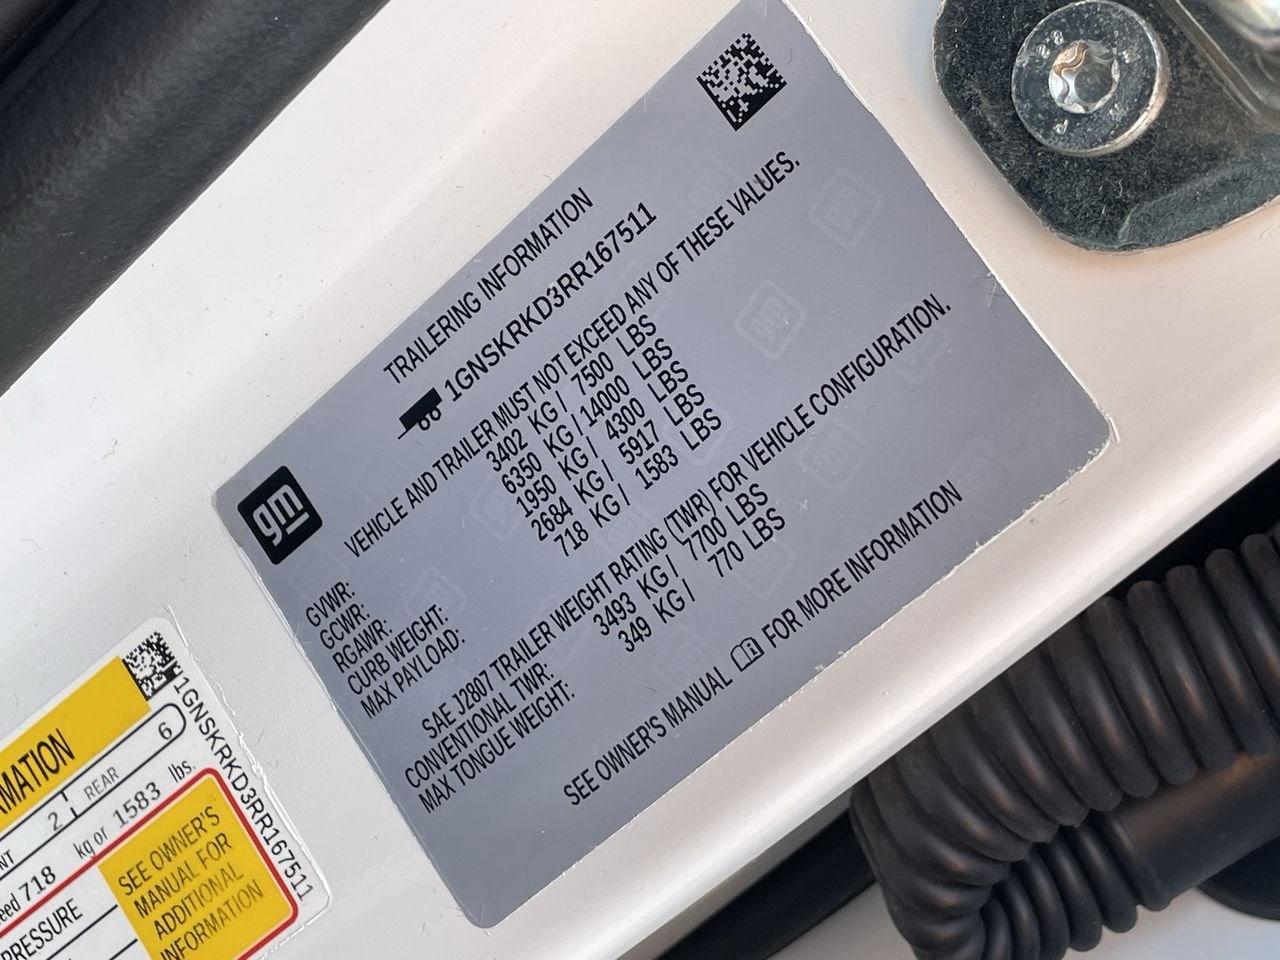 gm
TRAILERING INFORMATION
1GNSKRKD3RR167511
VEHICLE AND TRAILER MUST NOT EXCEED ANY OF THESE VALUES.
GVWR: 3402 KG / 7500 LBS
GCWR: 6350 KG / 14000 LBS
RGAWR: 1950 KG / 4300 LBS
CURB WEIGHT: 2684 KG / 5917 LBS
MAX PAYLOAD: 718 KG / 1583 LBS
SAE J2807 TRAILER WEIGHT RATING (TWR) FOR VEHICLE CONFIGURATION.
CONVENTIONAL TWR: 3493 KG / 7700 LBS
MAX TONGUE WEIGHT: 349 KG / 770 LBS
SEE OWNER'S MANUAL FOR MORE INFORMATION
RMATION
NT 2 REAR 6
eed 718 kg or 1583 lbs.
PRESSURE
SEE OWNER'S
MANUAL FOR
ADDITIONAL
INFORMATION
1GNSKRKD3RR167511